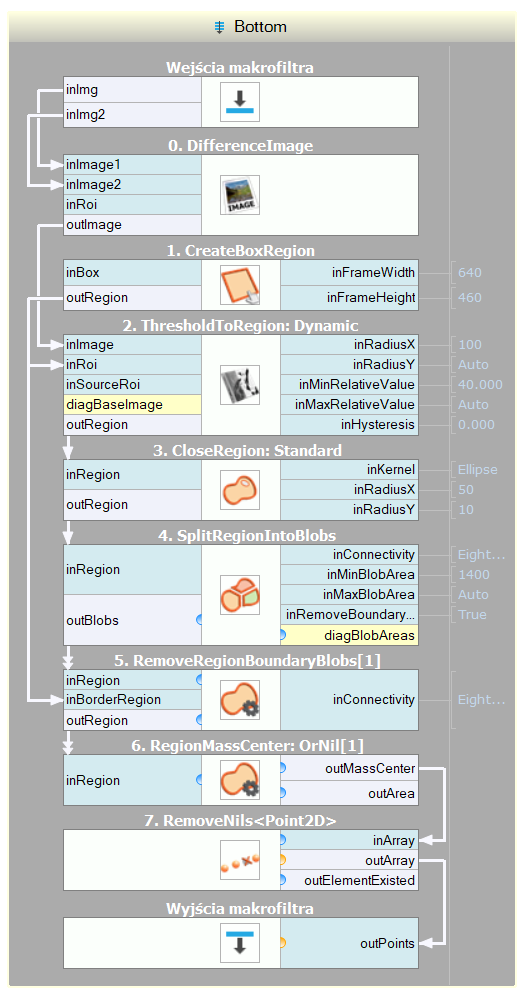 Bottom
Wejścia makrofiltra
inImg
inImg2
0. DifferenceImage
inImage1
inImage2
inRoi
outImage
IMAGE
1. CreateBoxRegion
inBox inFrameWidth 640
outRegion inFrameHeight 460
2. ThresholdToRegion: Dynamic
inImage inRadiusX 100
inRoi inRadiusY Auto
inSourceRoi inMinRelativeValue 40.000
diagBaseImage inMaxRelativeValue Auto
outRegion inHysteresis 0.000
3. CloseRegion: Standard
inRegion inKernel Ellipse
inRadiusX 50
outRegion inRadiusY 10
4. SplitRegionIntoBlobs
inConnectivity Eight...
inRegion inMinBlobArea 1400
inMaxBlobArea Auto
outBlobs inRemoveBoundary... True
diagBlobAreas
5. RemoveRegionBoundaryBlobs[1]
inRegion
inBorderRegion inConnectivity Eight...
outRegion
6. RegionMassCenter: OrNil[1]
inRegion outMassCenter
outArea
7. RemoveNils<Point2D>
inArray
outArray
outElementExisted
Wyjścia makrofiltra
outPoints